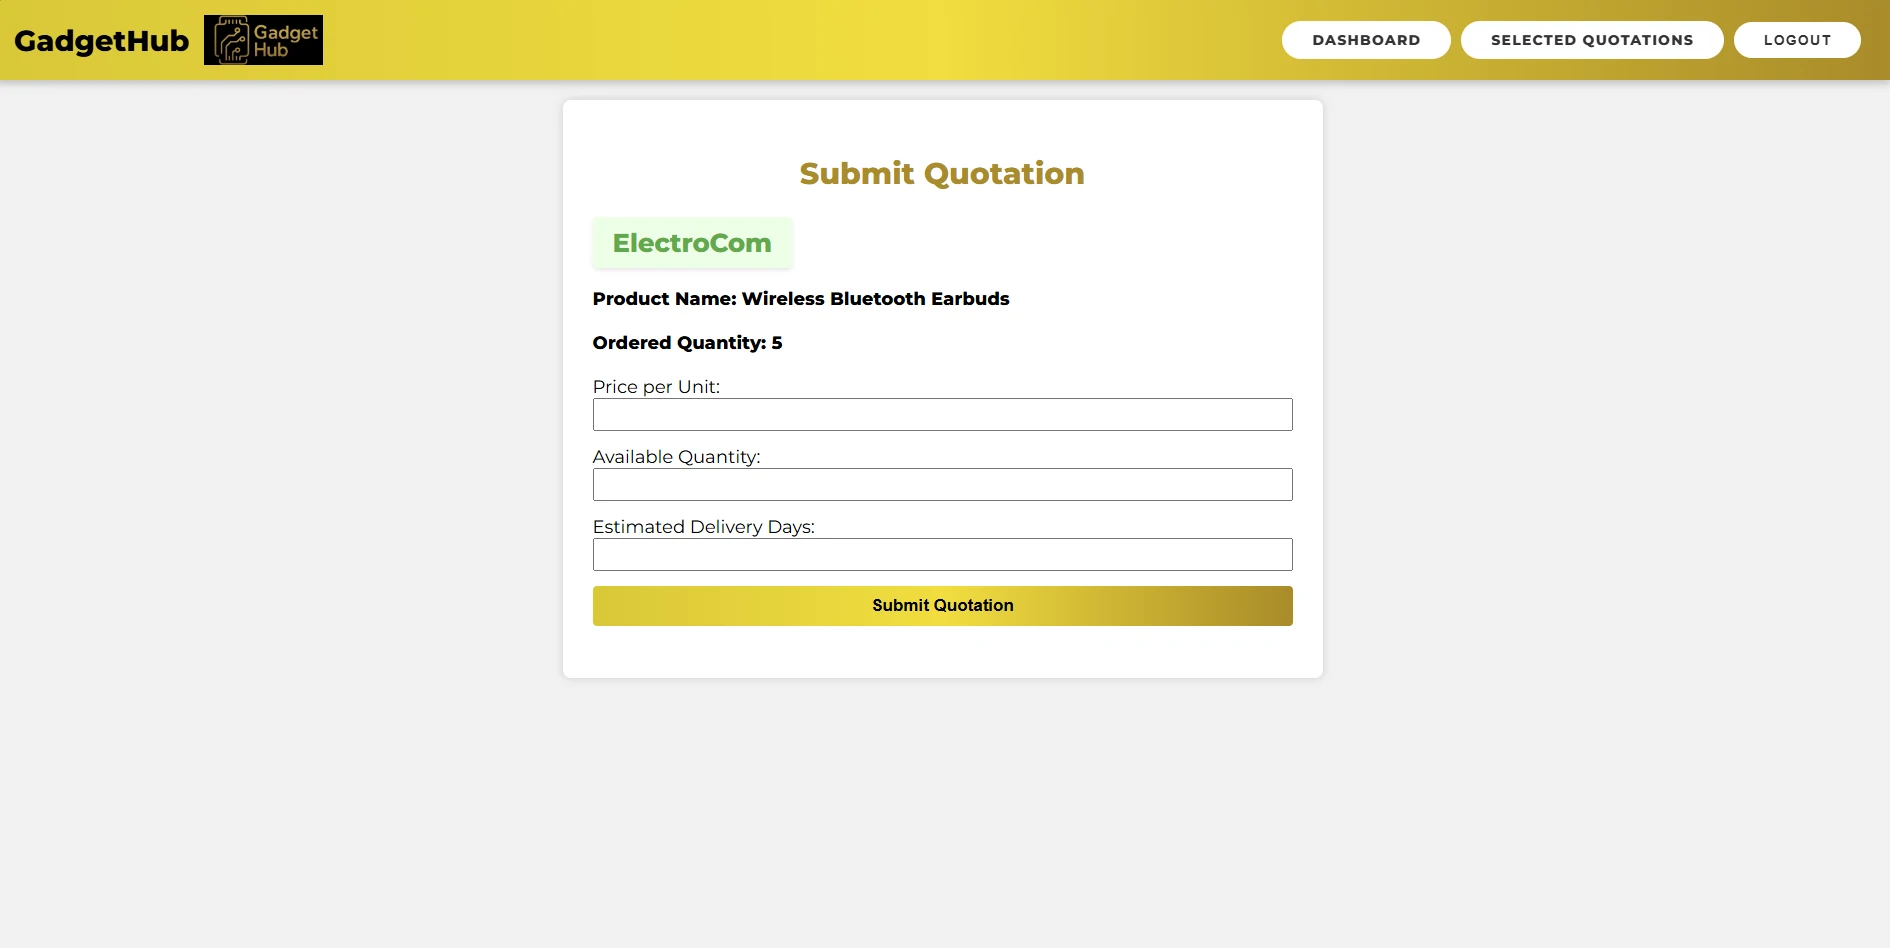 GadgetHub
Gadget
Hub
DASHBOARD
SELECTED QUOTATIONS
LOGOUT
Submit Quotation
ElectroCom
Product Name: Wireless Bluetooth Earbuds
Ordered Quantity: 5
Price per Unit:
Available Quantity:
Estimated Delivery Days:
Submit Quotation